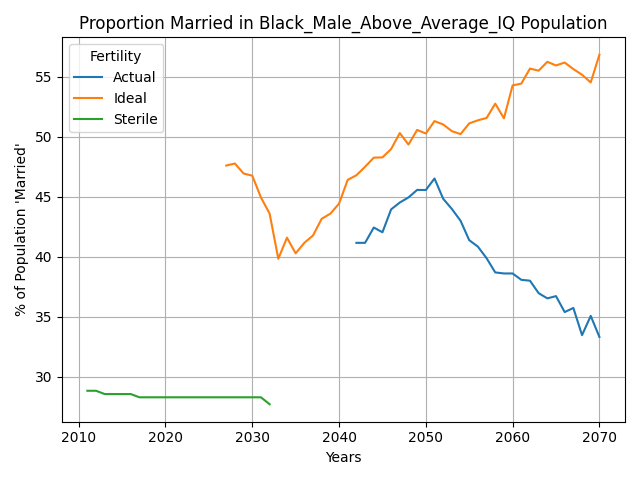 Proportion Married in Black_Male_Above_Average_IQ Population
Fertility
Actual
Ideal
Sterile
% of Population 'Married'
55
50
45
40
35
30
2010
2020
2030
2040
2050
2060
2070
Years